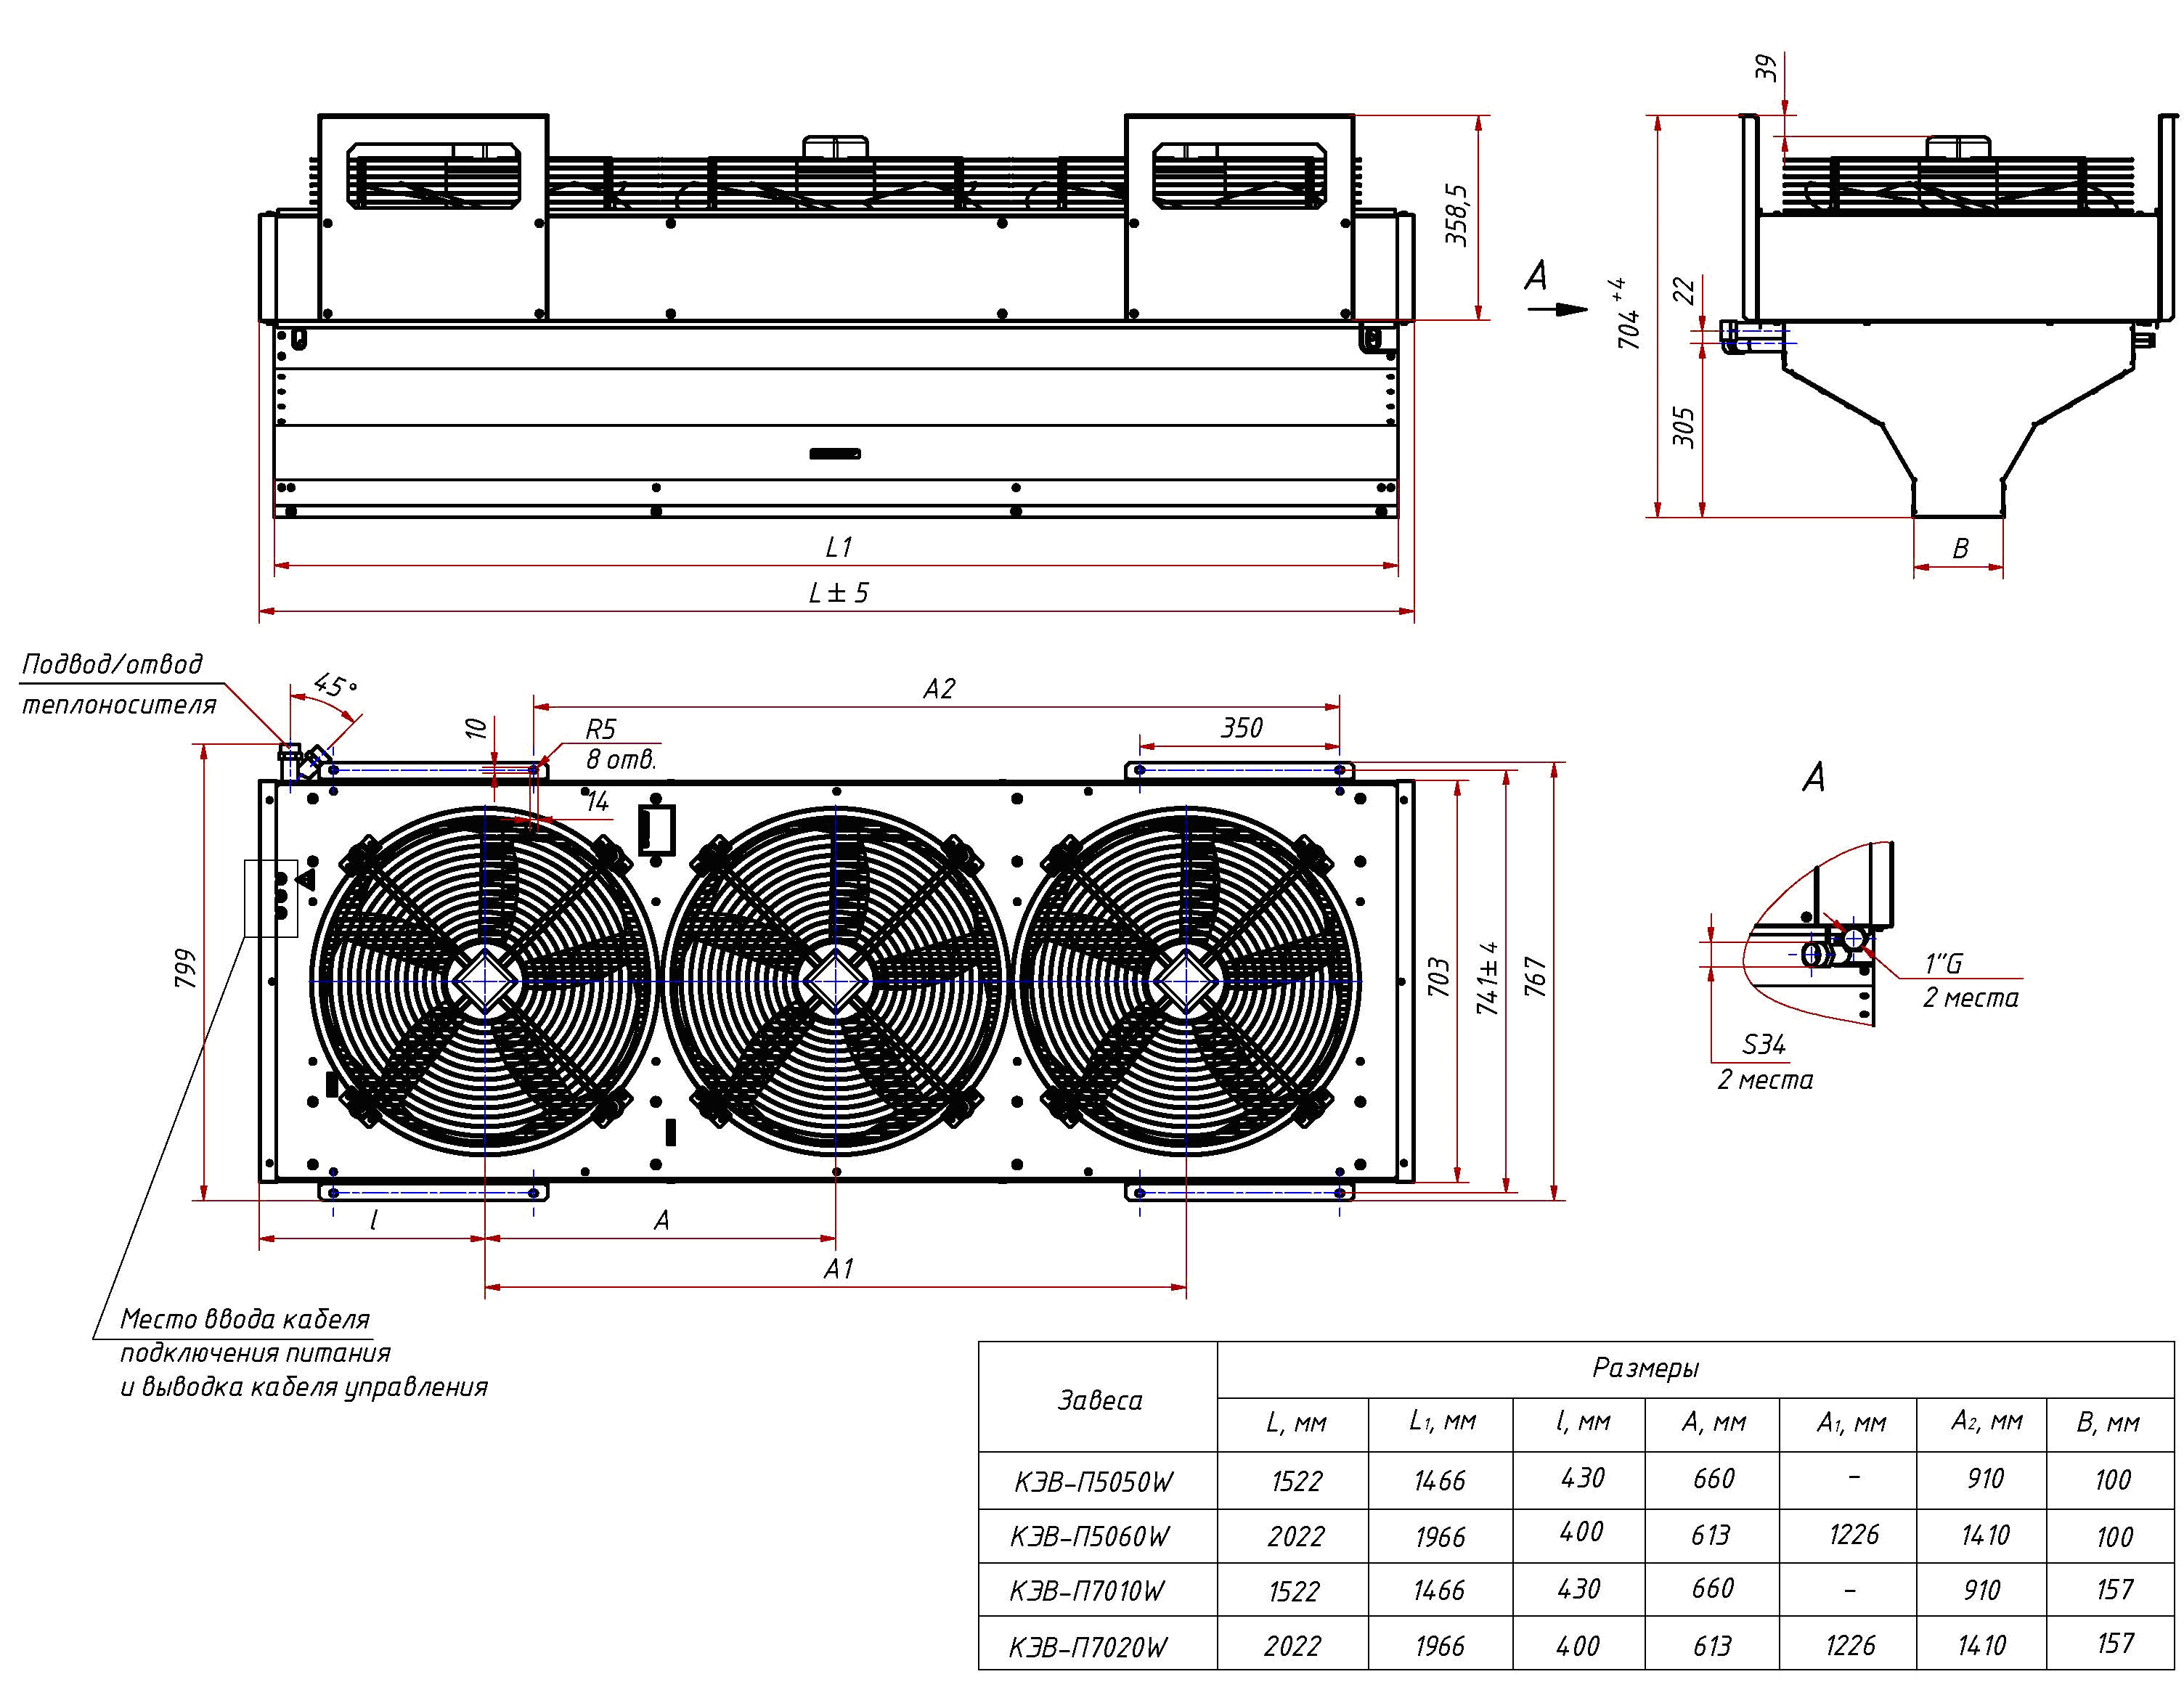 39
358,5
A
704 +4
22
305
L1
B
L± 5
Подвод/отвод
теплоносителя
45°
A2
10
R5
8 отв.
350
14
A
799
703
741± 4
767
1"G
2 места
S34
2 места
l
A
A1
Место ввода кабеля
подключения питания
и выводка кабеля управления
Завеса
Размеры
L, мм L1, мм l, мм A, мм A1, мм A2, мм B, мм
КЭВ-П5050W 1522 1466 430 660 - 910 100
КЭВ-П5060W 2022 1966 400 613 1226 1410 100
КЭВ-П7010W 1522 1466 430 660 - 910 157
КЭВ-П7020W 2022 1966 400 613 1226 1410 157